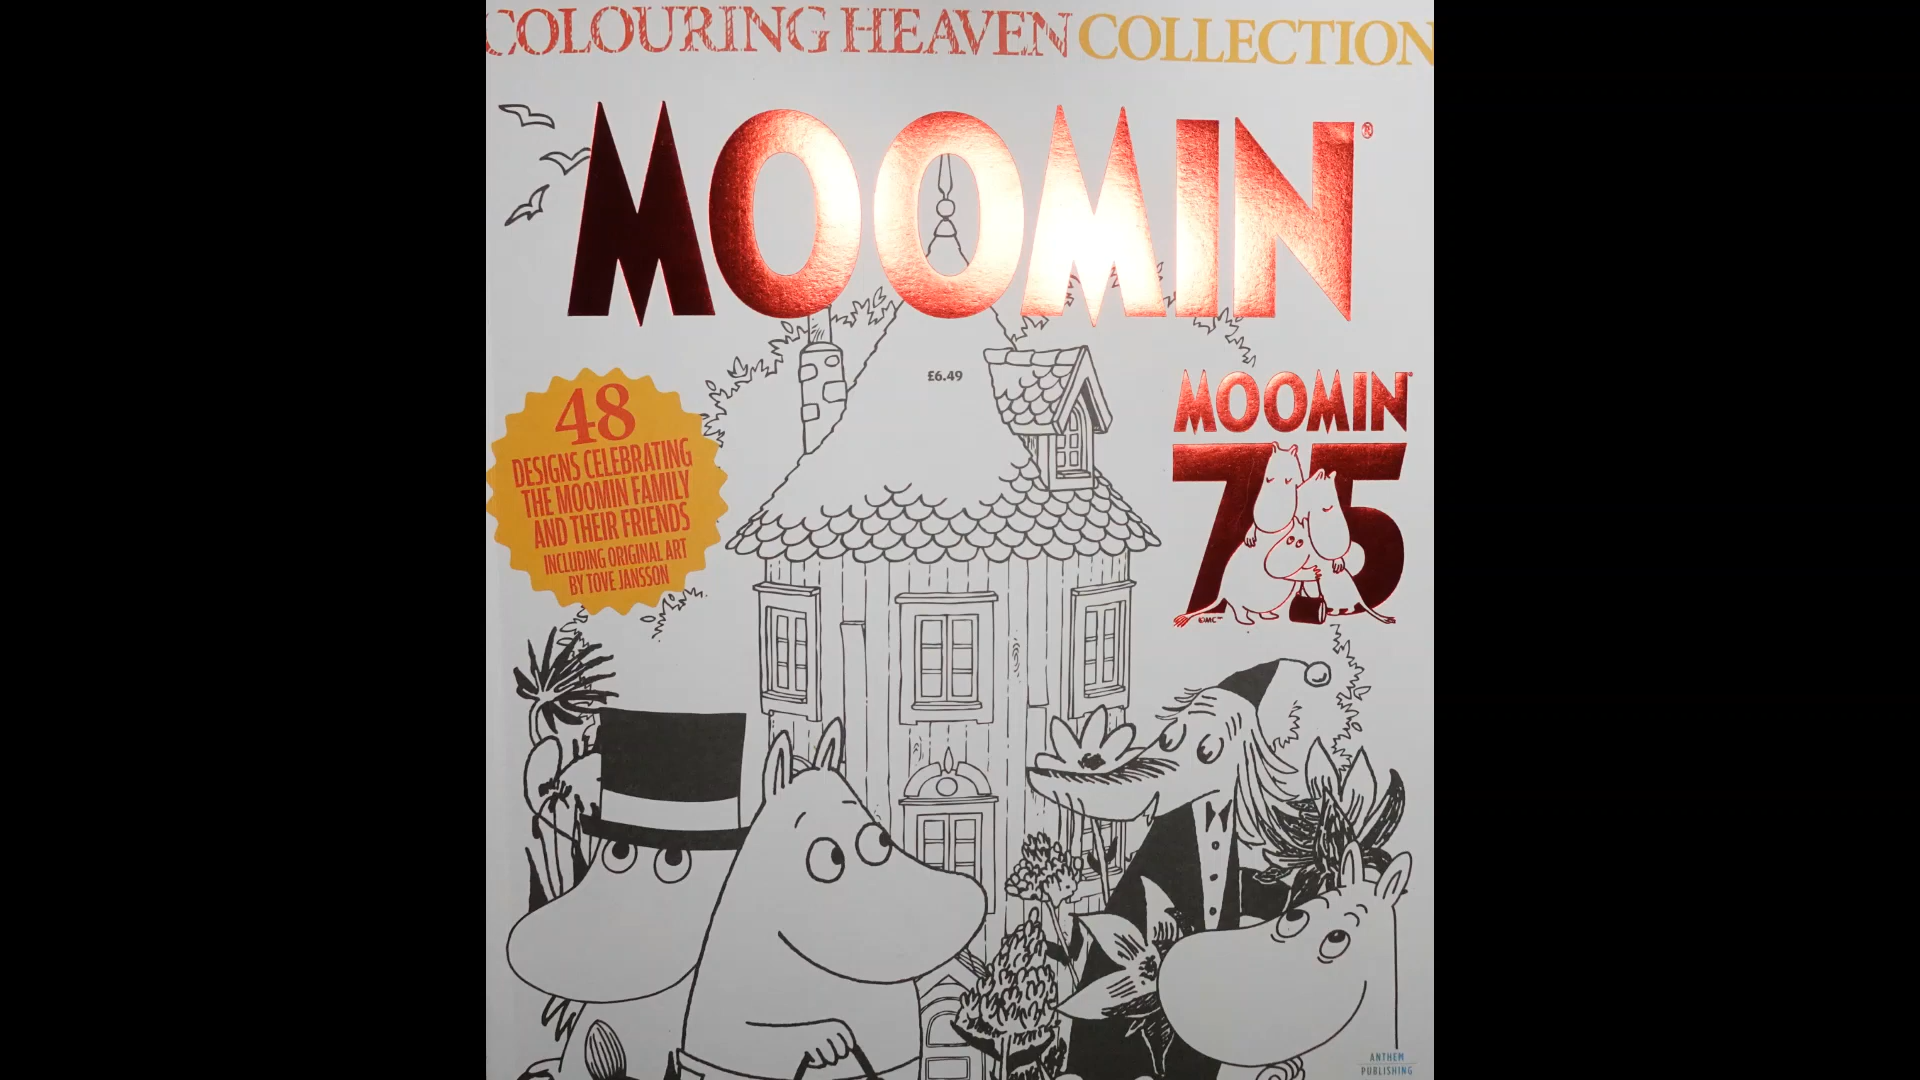 COLOURING HEAVEN COLLECTION
MOOMIN®
£6.49
48
DESIGNS CELEBRATING
THE MOOMIN FAMILY
AND THEIR FRIENDS
INCLUDING ORIGINAL ART
BY TOVE JANSSON
MOOMIN®
75
©MC™
ANTHEM
PUBLISHING